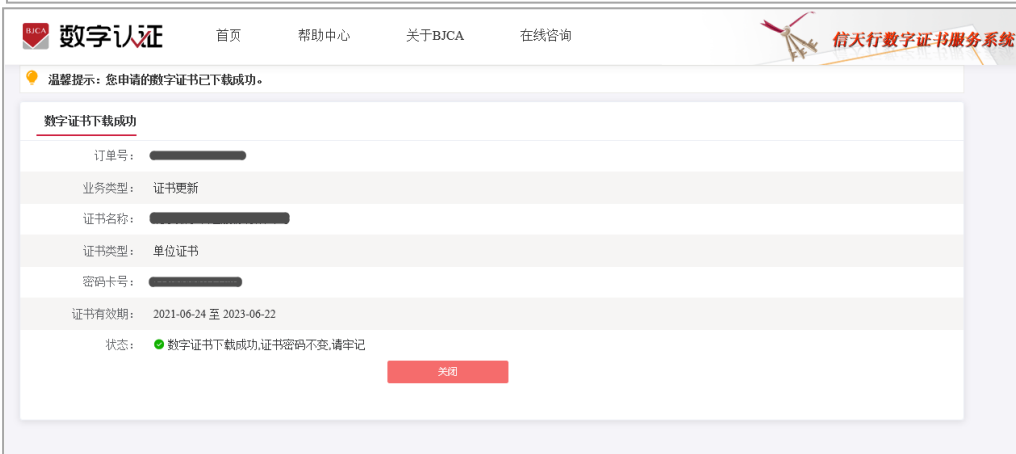 BJCA 数字认证 首页 帮助中心 关于BJCA 在线咨询 信天行数字证书服务系统
温馨提示：您申请的数字证书已下载成功。
数字证书下载成功
订单号：
业务类型： 证书更新
证书名称：
证书类型： 单位证书
密码卡号：
证书有效期： 2021-06-24 至 2023-06-22
状态： 数字证书下载成功,证书密码不变,请牢记
关闭